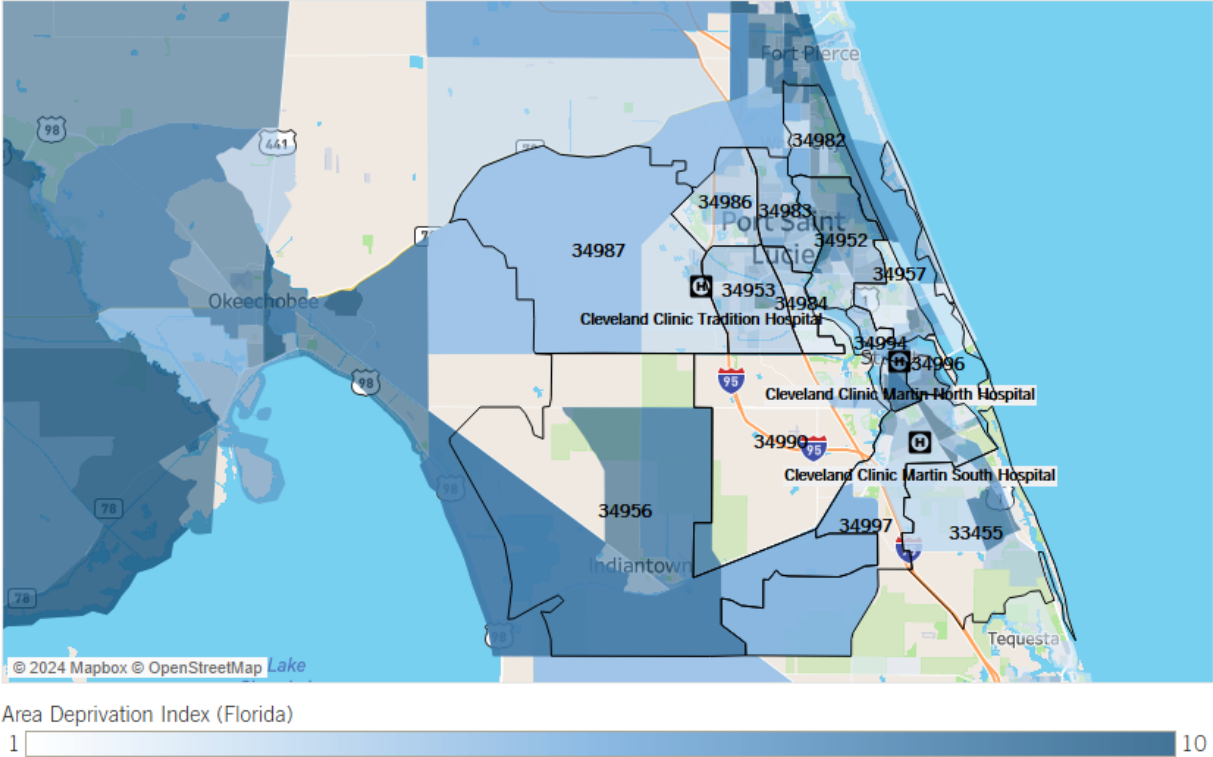 Fort Pierce
98
441
34982
34986
34983
Port Saint
Lucie
34952
34987
34957
Okeechobee
34953
34984
1
Cleveland Clinic Tradition Hospital
34994
34996
95
98
Cleveland Clinic Martin North Hospital
34990
95
Cleveland Clinic Martin South Hospital
98
78
34956
34997
33455
Indiantown
78
98
Tequesta
© 2024 Mapbox © OpenStreetMap
Lake
Area Deprivation Index (Florida)
1
10